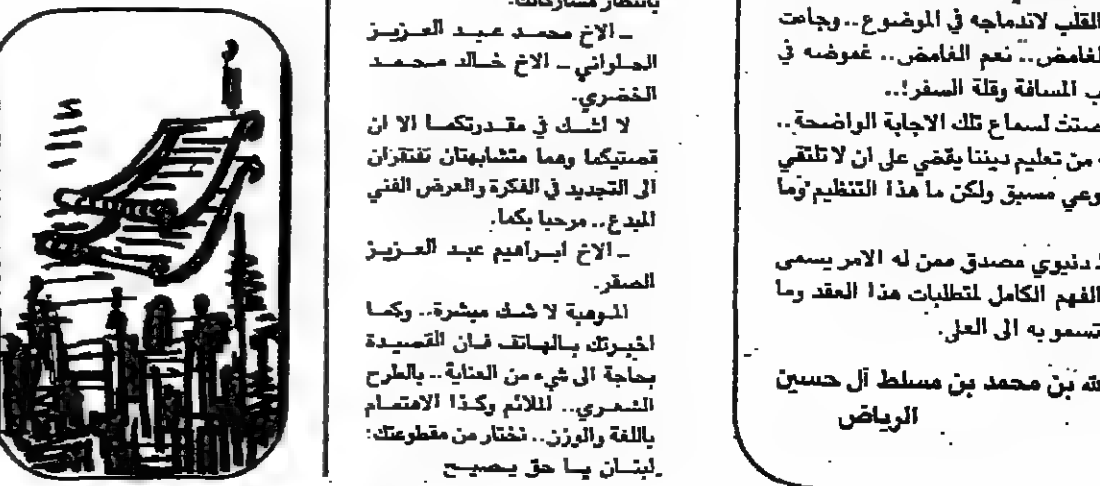 القلب لاندماجه في الموضوع.. وجاءت
لغامض.. نعم الغامض.. غموضه في
ب المسافة وقلة السفر!..
صتت لسماع تلك الاجابة الواضحة..
من تعليم ديننا يقضي على ان لا تلتقي
وعي مسبق ولكن ما هذا التنظيم وما
دنيوي مصدق ممن له الامر يسمى
الفهم الكامل لمتطلبات هذا العقد وما
تسمو به الى العلى.
لله بن محمد بن مسلط آل حسين
الرياض
بانتظار مشاركاتك.
ـ الاخ محمد عبد العزيز
الحلواني ـ الاخ خالد محمد
الخضري.
لا اشك في مقدرتكما الا ان
قصتيكما وهما متشابهتان تفتقران
الى التجديد في الفكرة والعرض الفني
المبدع.. مرحبا بكما.
ـ الاخ ابراهيم عبد العزيز
الصقر.
الموهبة لا شك مبشرة.. وكما
اخبرتك بالهاتف فان القصيدة
بحاجة الى شيء من العناية.. بالطرح
الشعري.. الملائم وكذا الاهتمام
باللغة والوزن.. نختار من مقطوعتك:
لبنان يا حق يصيح